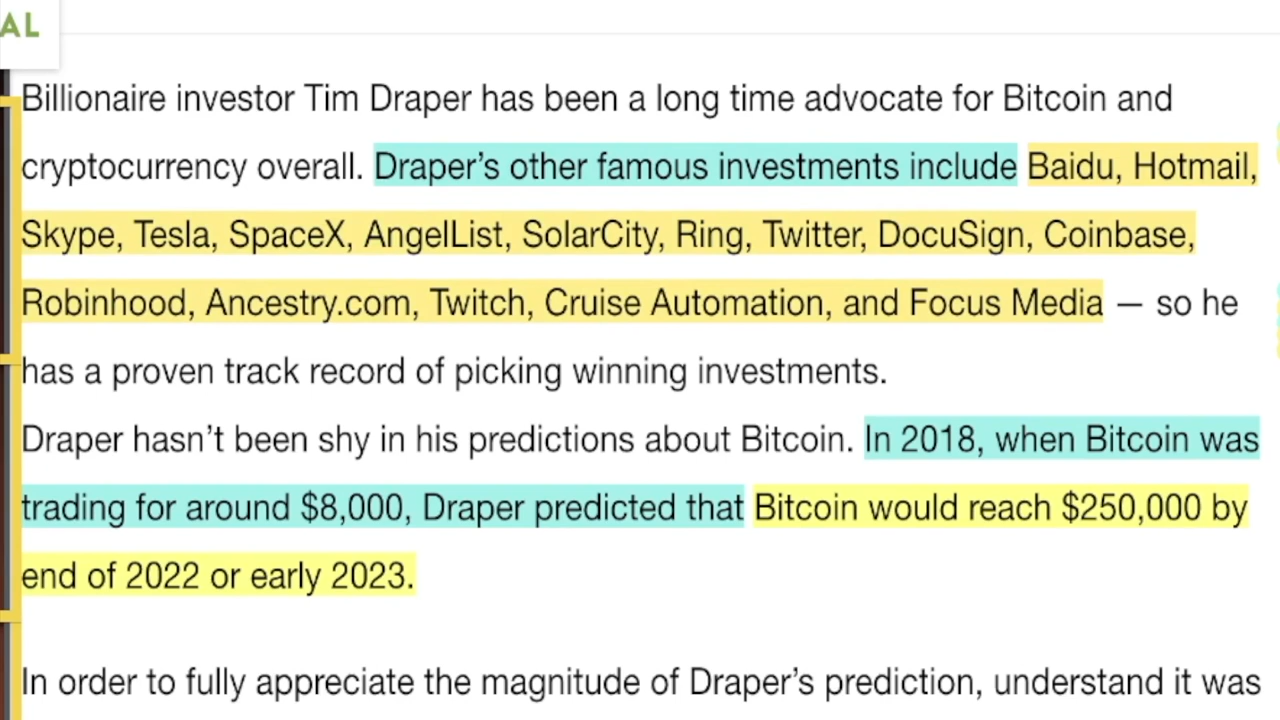 AL
Billionaire investor Tim Draper has been a long time advocate for Bitcoin and
cryptocurrency overall. Draper’s other famous investments include Baidu, Hotmail,
Skype, Tesla, SpaceX, AngelList, SolarCity, Ring, Twitter, DocuSign, Coinbase,
Robinhood, Ancestry.com, Twitch, Cruise Automation, and Focus Media — so he
has a proven track record of picking winning investments.
Draper hasn’t been shy in his predictions about Bitcoin. In 2018, when Bitcoin was
trading for around $8,000, Draper predicted that Bitcoin would reach $250,000 by
end of 2022 or early 2023.
In order to fully appreciate the magnitude of Draper’s prediction, understand it was